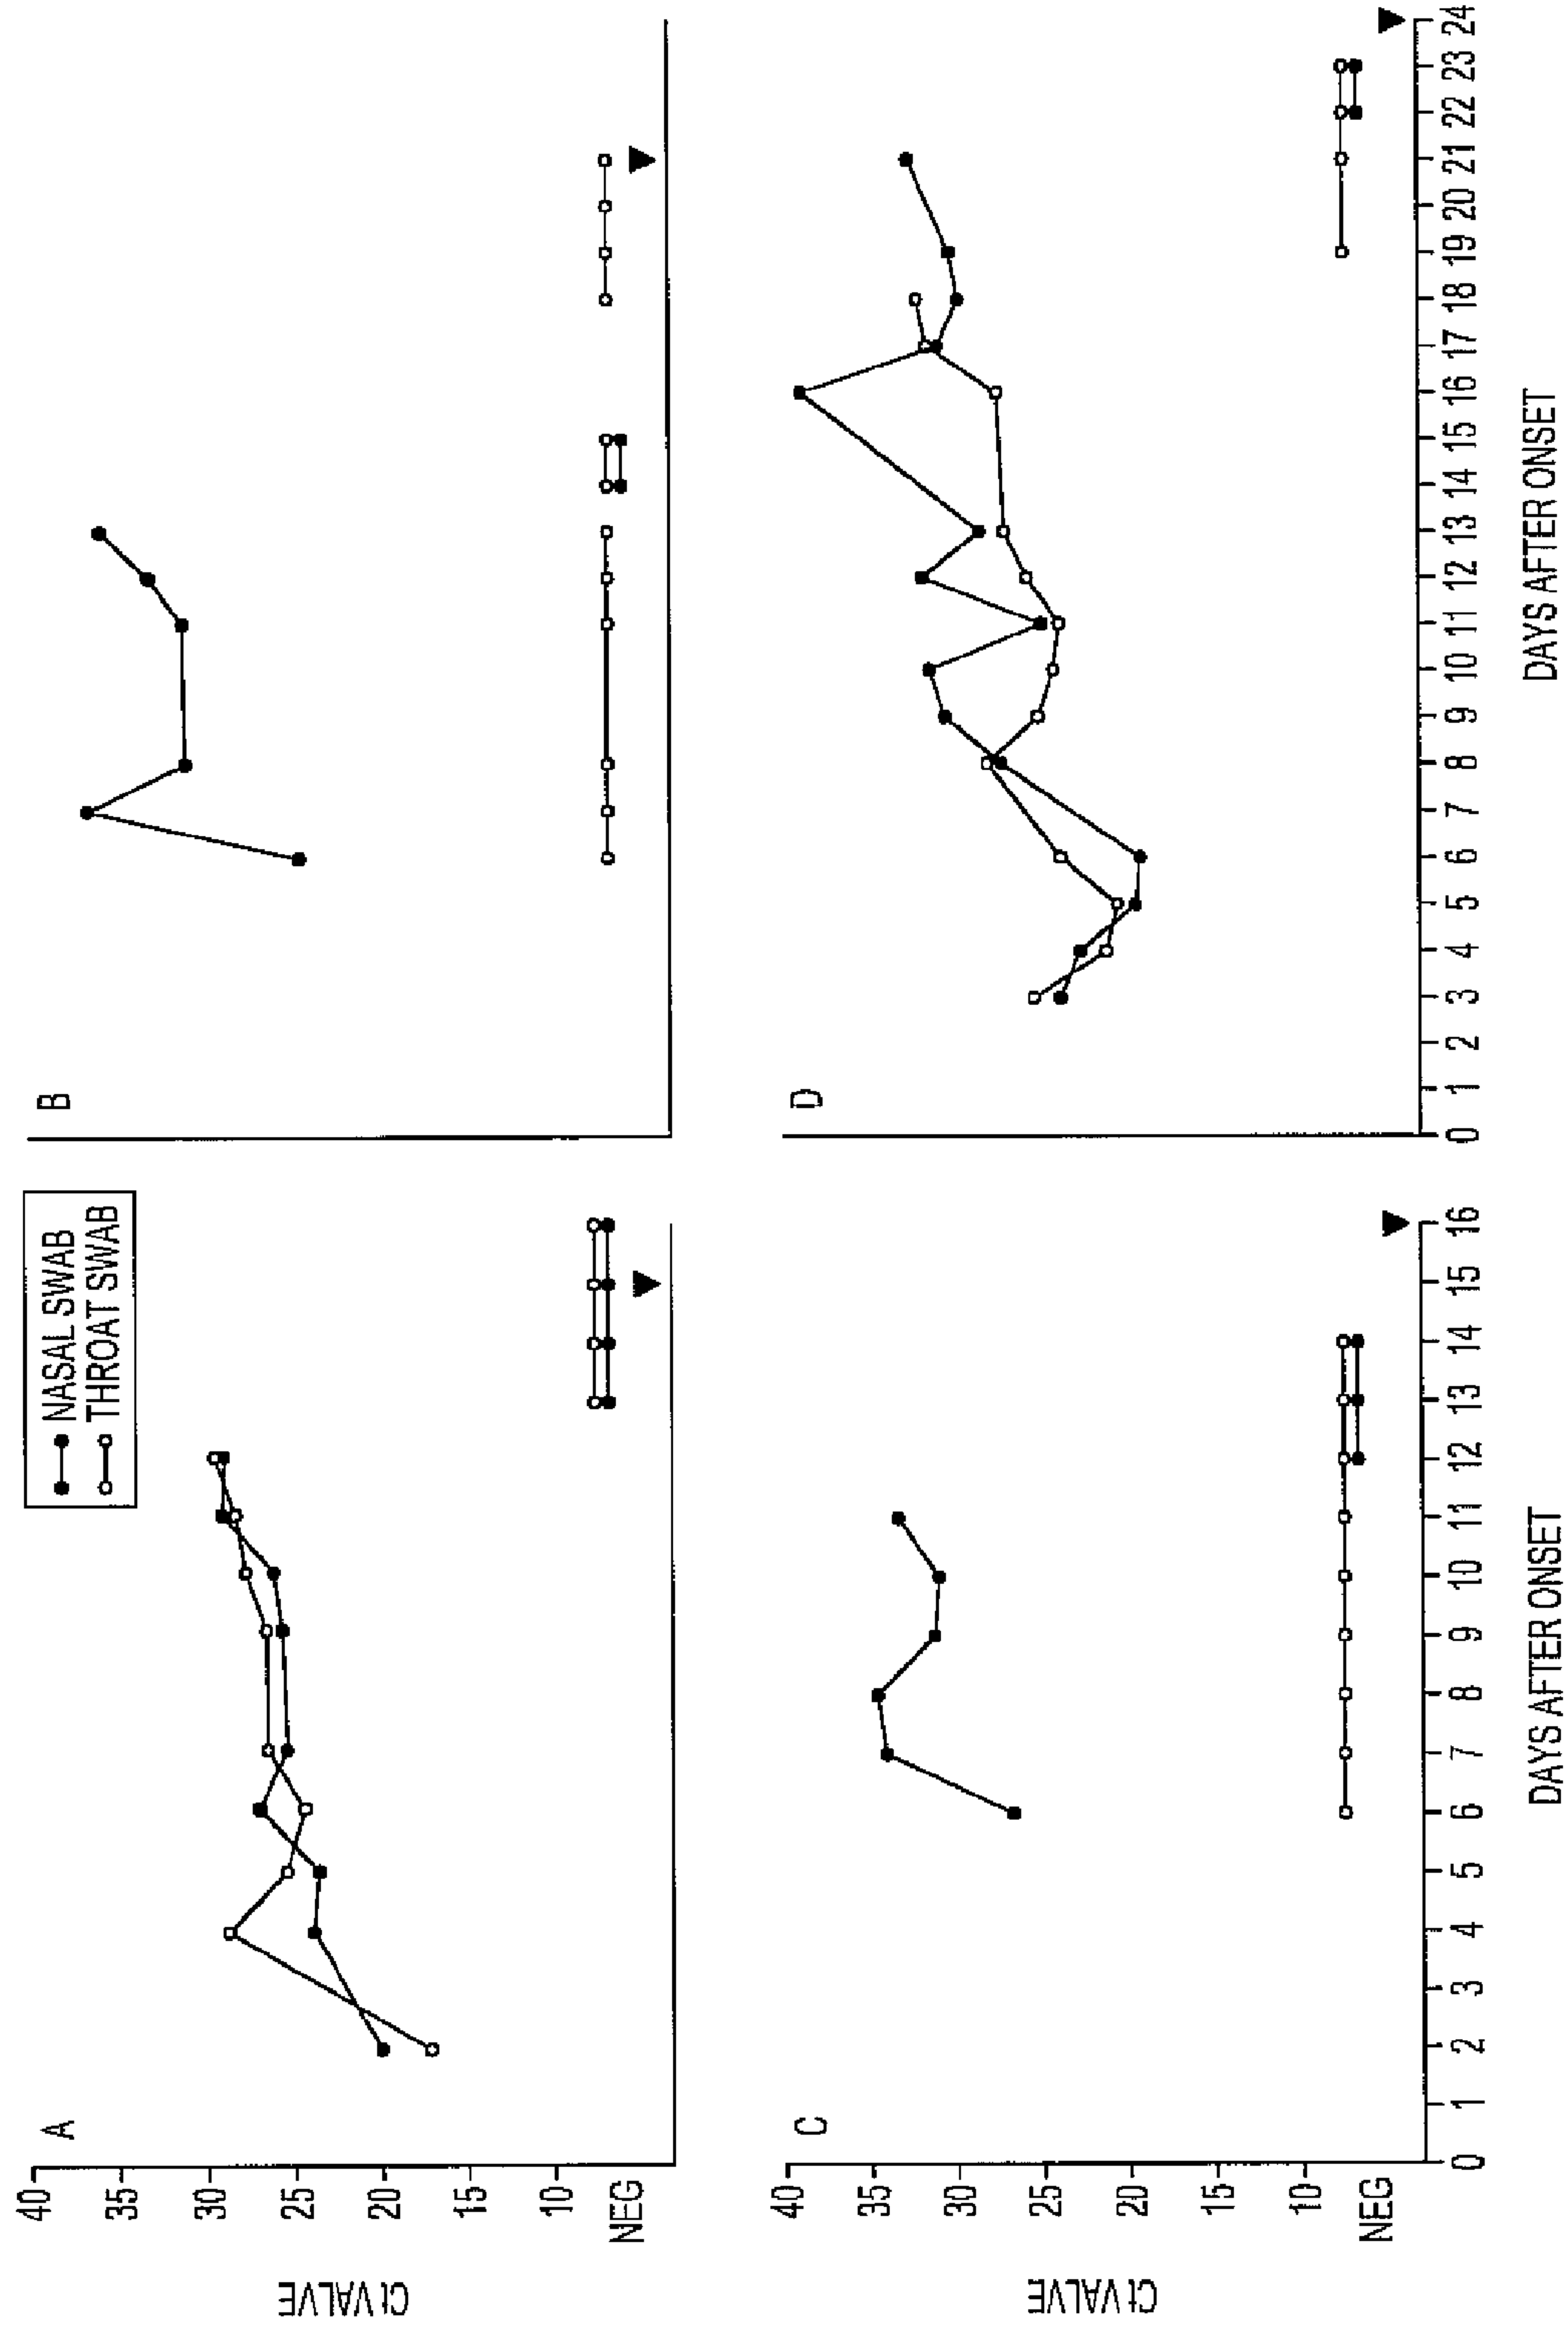 A
NASAL SWAB
THROAT SWAB
40
35
30
25
20
15
10
NEG
Ct VALVE
B
C
40
35
30
25
20
15
10
NEG
Ct VALVE
0 1 2 3 4 5 6 7 8 9 10 11 12 13 14 15 16
DAYS AFTER ONSET
D
0 1 2 3 4 5 6 7 8 9 10 11 12 13 14 15 16 17 18 19 20 21 22 23 24
DAYS AFTER ONSET